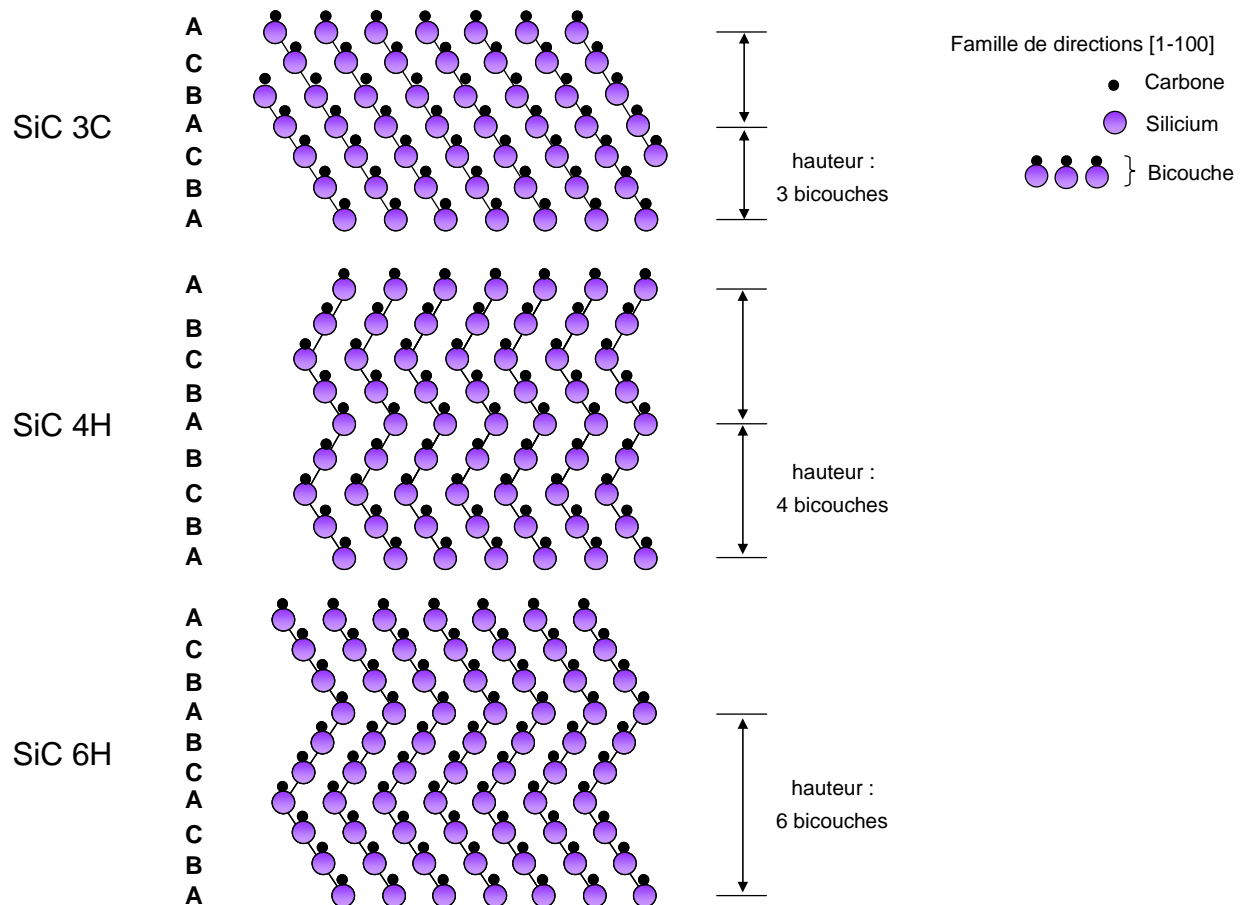 SiC 3C
A
C
B
A
C
B
A
hauteur :
3 bicouches
Famille de directions [1-100]
Carbone
Silicium
Bicouche
SiC 4H
A
B
C
B
A
B
C
B
A
hauteur :
4 bicouches
SiC 6H
A
C
B
A
B
C
A
C
B
A
hauteur :
6 bicouches